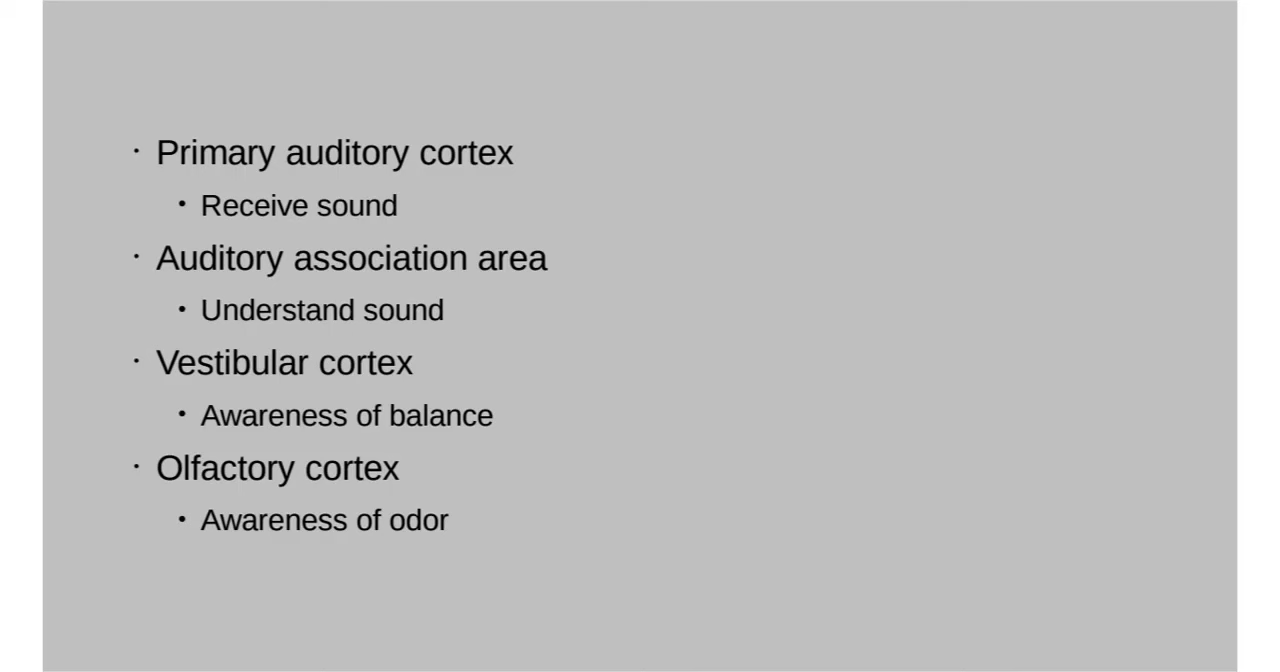 · Primary auditory cortex
• Receive sound
· Auditory association area
• Understand sound
· Vestibular cortex
• Awareness of balance
· Olfactory cortex
• Awareness of odor